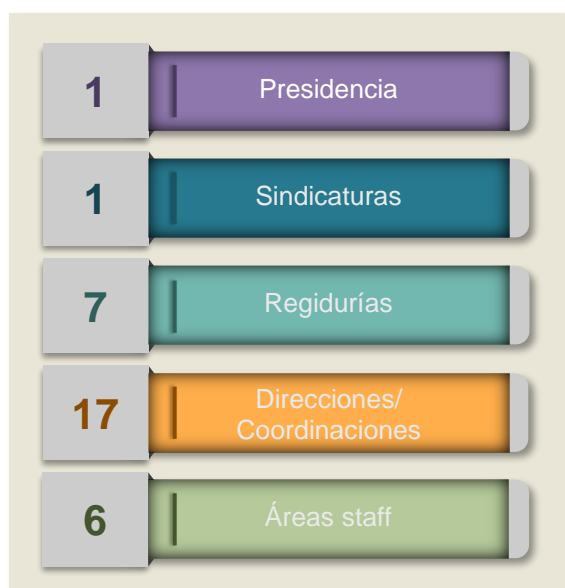 1
Presidencia
1
Sindicaturas
7
Regidurías
17
Direcciones/
Coordinaciones
6
Áreas staff